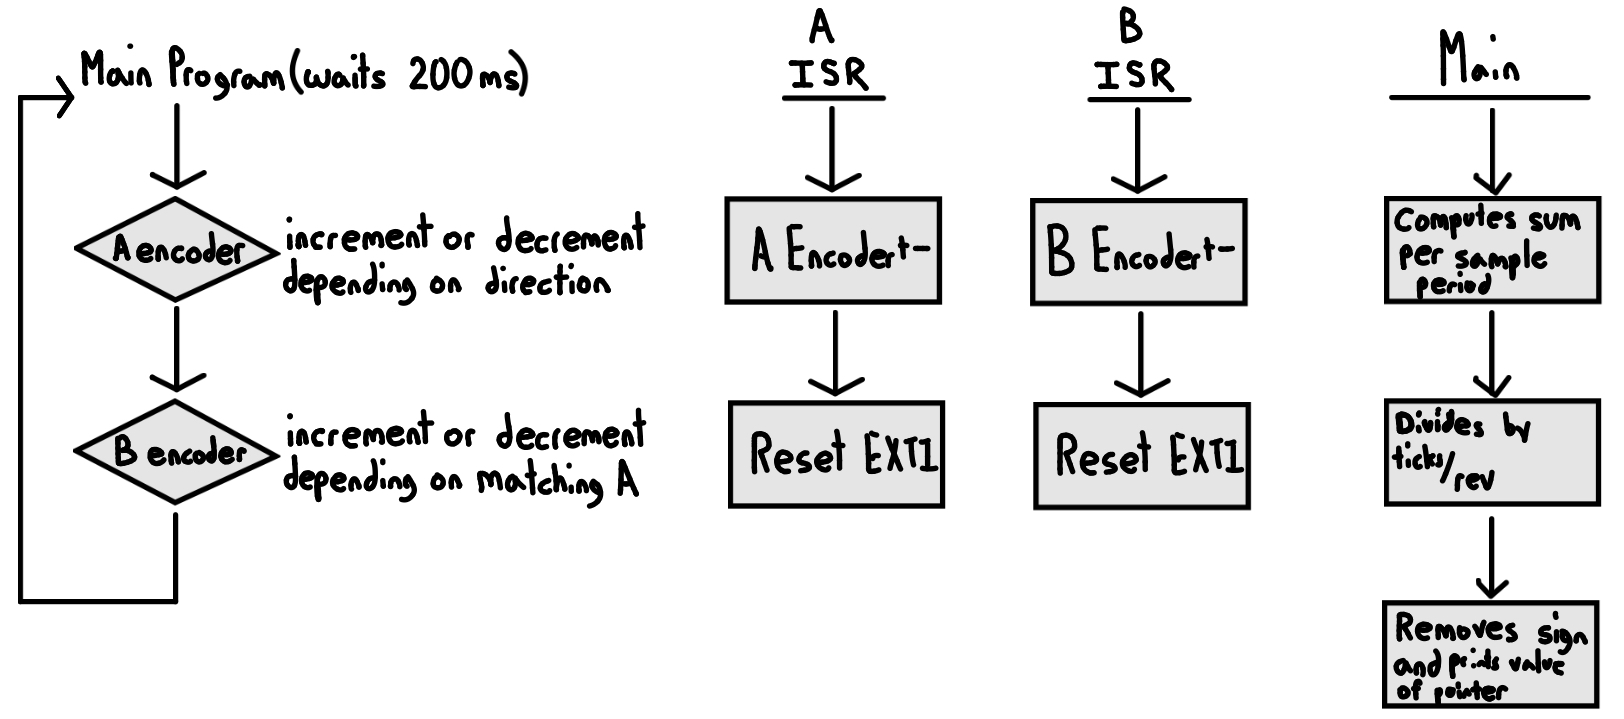 Main Program (waits 200 ms)
A encoder
increment or decrement
depending on direction
B encoder
increment or decrement
depending on matching A
A
ISR
A Encoder+-
Reset EXTI
B
ISR
B Encoder+-
Reset EXTI
Main
Computes sum
per sample
period
Divides by
ticks/rev
Removes sign
and prints value
of pointer